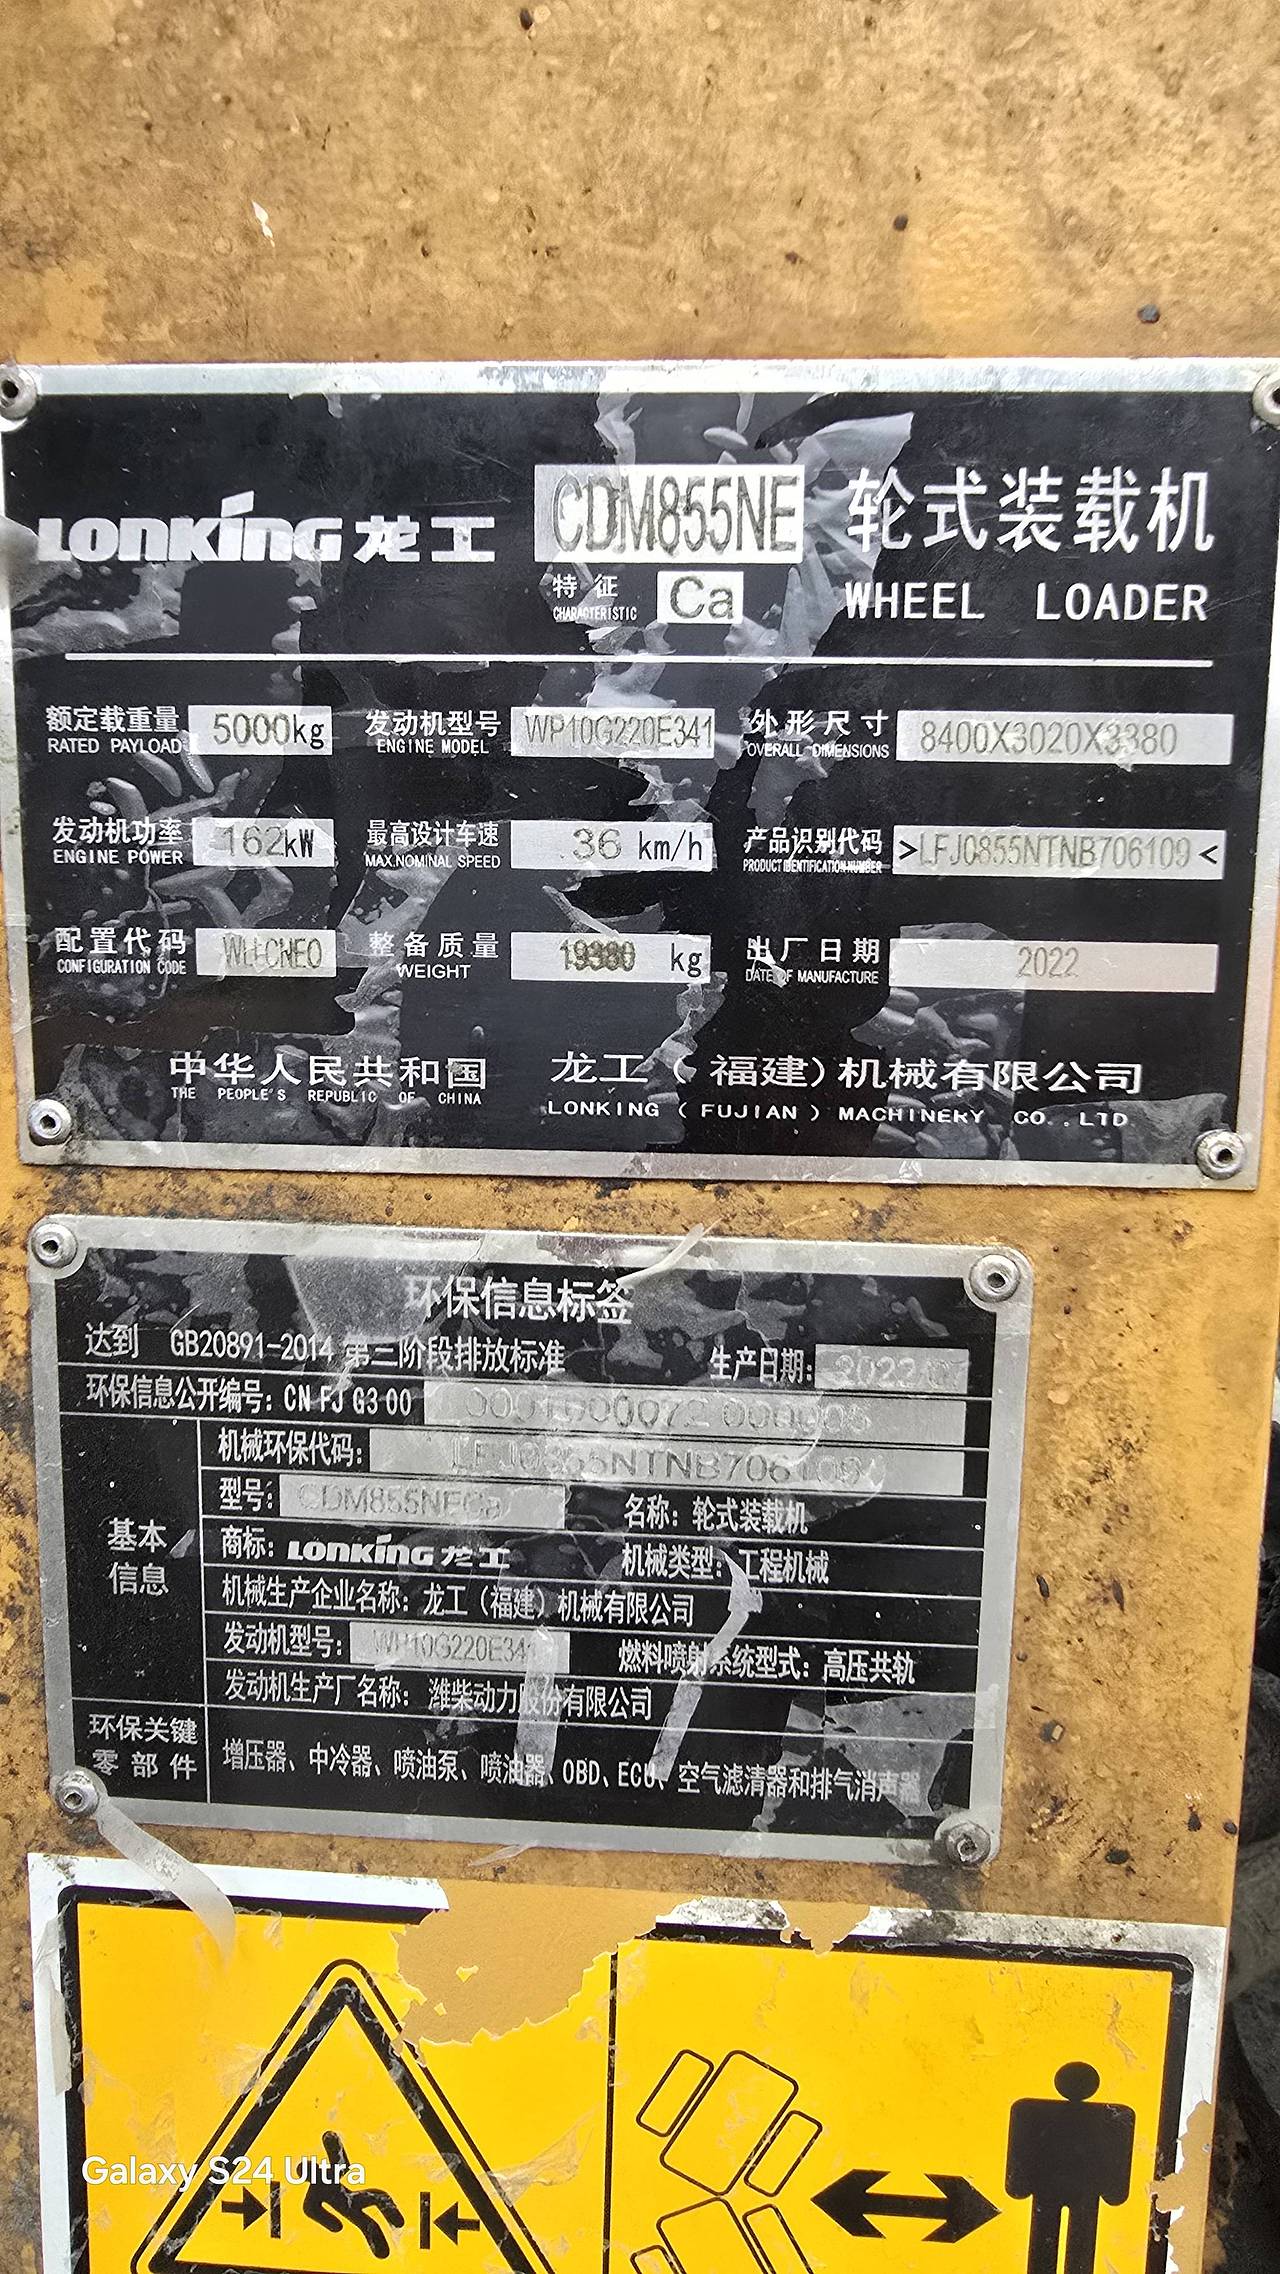 LONKING 龙工 CDM855NE 轮式装载机
特征 CHARACTERISTIC Ca WHEEL LOADER
额定载重量 RATED PAYLOAD 5000kg 发动机型号 ENGINE MODEL WP10G220E341 外形尺寸 OVERALL DIMENSIONS 8400X3020X3380
发动机功率 ENGINE POWER 162kW 最高设计车速 MAX.NOMINAL SPEED 36 km/h 产品识别代码 PRODUCT IDENTIFICATION NUMBER >LFJ0855NTNB706109<
配置代码 CONFIGURATION CODE 整备质量 WEIGHT 19380 kg 出厂日期 DATE OF MANUFACTURE 2022
中华人民共和国 龙工(福建)机械有限公司
THE PEOPLE'S REPUBLIC OF CHINA LONKING (FUJIAN) MACHINERY CO.,LTD
环保信息标签
达到 GB20891-2014 第三阶段排放标准 生产日期: 2022.07
环保信息公开编号: CN FJ G3 00
基本信息
机械环保代码: LFJ0855NTNB706109
型号: CDM855NECa 名称: 轮式装载机
商标: LONKING 龙工 机械类型: 工程机械
机械生产企业名称: 龙工(福建)机械有限公司
发动机型号: WP10G220E341 燃料喷射系统型式: 高压共轨
发动机生产厂名称: 潍柴动力股份有限公司
环保关键零部件 增压器、中冷器、喷油泵、喷油器、OBD、ECU、空气滤清器和排气消声器
Galaxy S24 Ultra